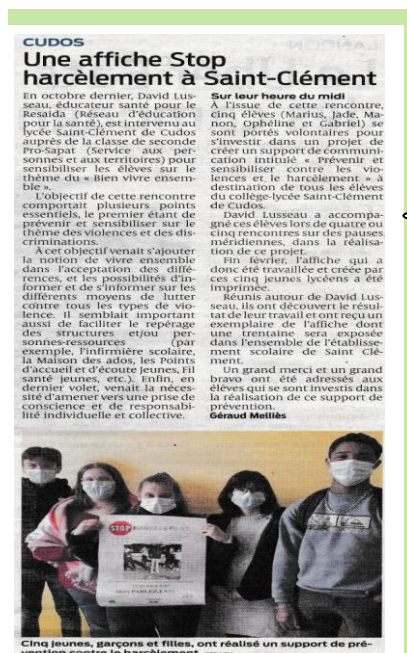 CUDOS
Une affiche Stop
harcèlement à Saint-Clément
En octobre dernier, David Lus-
seau, éducateur santé pour le
Resaida (Réseau d'éducation
pour la santé), est intervenu au
lycée Saint-Clément de Cudos
auprès de la classe de seconde
Pro-Sapat (Service aux per-
sonnes et aux territoires) pour
sensibiliser les élèves sur le
thème du « Bien vivre ensem-
ble ».
L'objectif de cette rencontre
comportait plusieurs points
essentiels, le premier étant de
prévenir et sensibiliser sur le
thème des violences et des dis-
criminations.
À cet objectif venait s'ajouter
la notion de vivre ensemble
dans l'acceptation des diffé-
rences, et les possibilités d'in-
former et de s'informer sur les
différents moyens de lutter
contre tous les types de vio-
lence. Il semblait important
aussi de faciliter le repérage
des structures et/ou per-
sonnes-ressources (par
exemple, l'infirmière scolaire,
la Maison des ados, les Points
d'accueil et d'écoute Jeunes, Fil
santé jeunes, etc.). Enfin, en
dernier volet, venait la néces-
sité d'amener vers une prise de
conscience et de responsabi-
lité individuelle et collective.
Sur leur heure du midi
À l'issue de cette rencontre,
cinq élèves (Marius, Jade, Ma-
non, Ophéline et Gabriel) se
sont portés volontaires pour
s'investir dans un projet de
créer un support de communi-
cation intitulé « Prévenir et
sensibiliser contre les vio-
lences et le harcèlement » à
destination de tous les élèves
du collège-lycée Saint-Clément
de Cudos.
David Lusseau a accompa-
gné ces élèves lors de quatre ou
cinq rencontres sur des pauses
méridiennes, dans la réalisa-
tion de ce projet.
Fin février, l'affiche qui a
donc été travaillée et créée par
ces cinq jeunes lycéens a été
imprimée.
Réunis autour de David Lus-
seau, ils ont découvert le résul-
tat de leur travail et ont reçu un
exemplaire de l'affiche dont
une trentaine sera exposée
dans l'ensemble de l'établisse-
ment scolaire de Saint Clé-
ment.
Un grand merci et un grand
bravo ont été adressés aux
élèves qui se sont investis dans
la réalisation de ce support de
prévention.
Géraud Melliès
STOP
Cinq jeunes, garçons et filles, ont réalisé un support de pré-
vention contre le harcèlement.